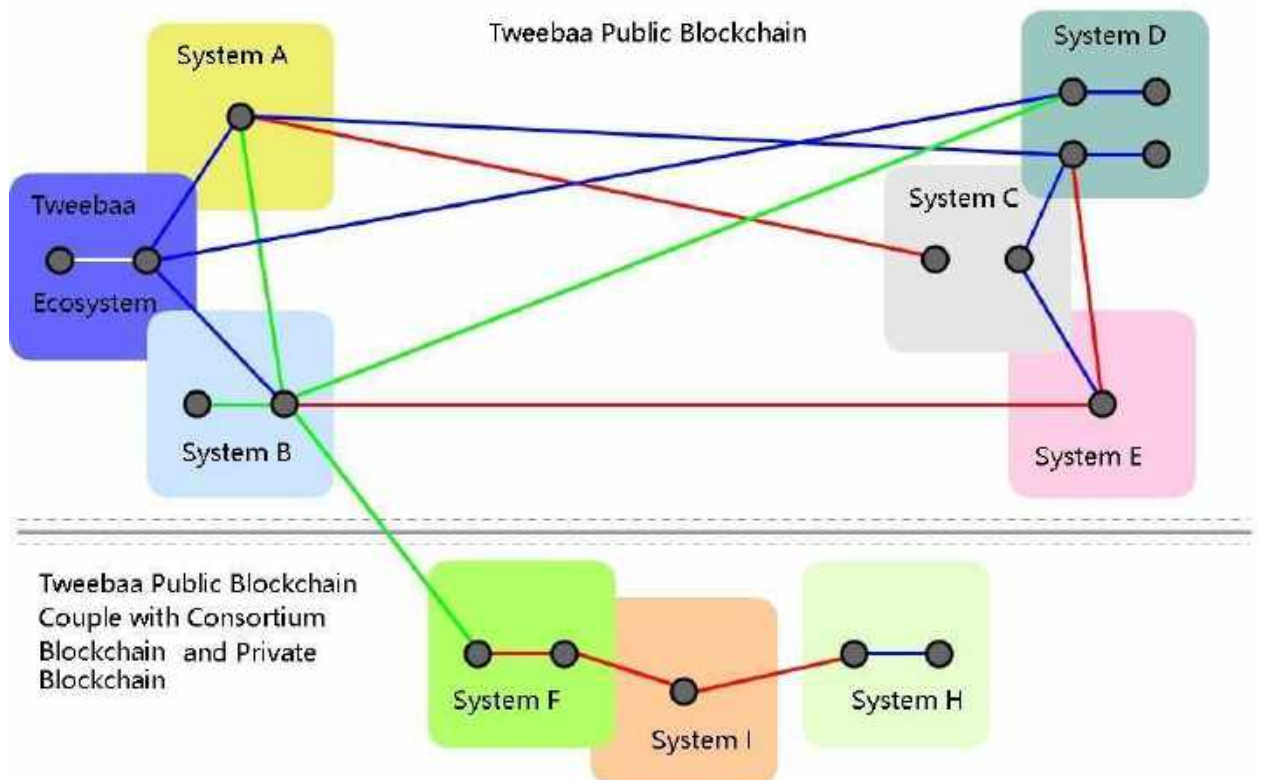 Tweebaa Public Blockchain
System A
System D
Tweebaa
Ecosystem
System C
System B
System E
Tweebaa Public Blockchain
Couple with Consortium
Blockchain and Private
Blockchain
System F
System I
System H